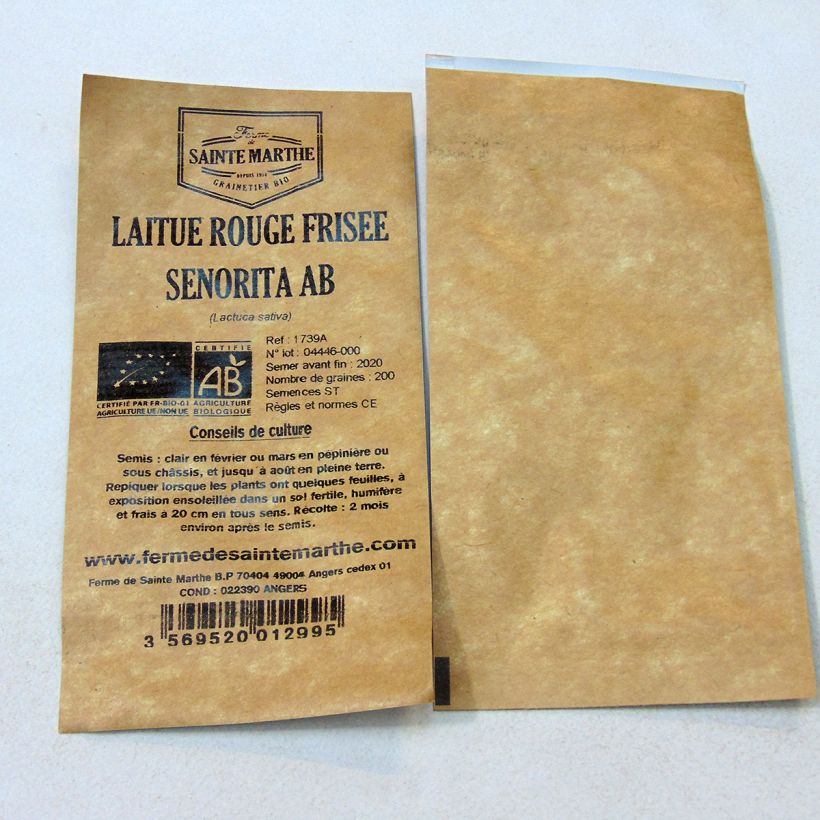 Ferme
de
SAINTE MARTHE
DEPUIS 1974
GRAINETIER BIO
LAITUE ROUGE FRISEE
SENORITA AB
(Lactuca sativa)
CERTIFIE PAR FR-BIO-01
AGRICULTURE UE/NON UE
CERTIFIE
AB
AGRICULTURE
BIOLOGIQUE
Ref : 1739A
N° lot : 04446-000
Semer avant fin : 2020
Nombre de graines : 200
Semences ST
Règles et normes CE
Conseils de culture
Semis : clair en février ou mars en pépinière ou
sous châssis, et jusqu'à août en pleine terre.
Repiquer lorsque les plants ont quelques feuilles, à
exposition ensoleillée dans un sol fertile, humifère
et frais à 20 cm en tous sens. Récolte : 2 mois
environ après le semis.
www.fermedesaintemarthe.com
Ferme de Sainte Marthe B.P 70404 49004 Angers cedex 01
COND : 022390 ANGERS
3 569520 012995